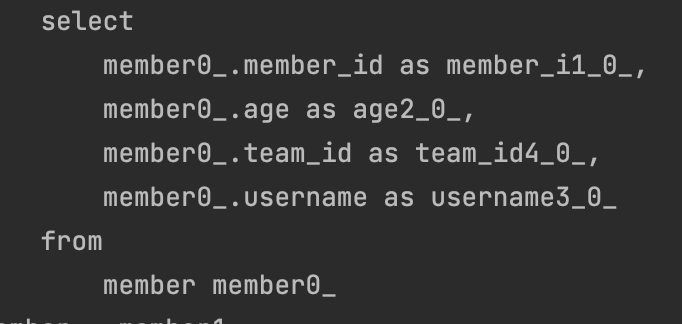 select
member0_.member_id as member_i1_0_,
member0_.age as age2_0_,
member0_.team_id as team_id4_0_,
member0_.username as username3_0_
from
member member0_